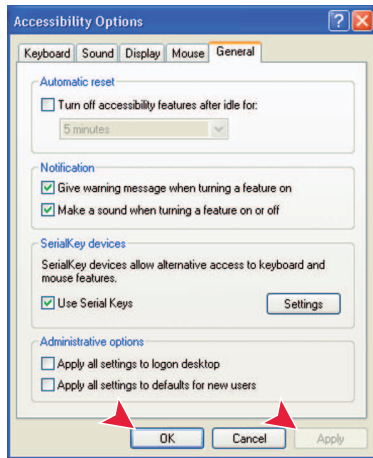 Accessibility Options
Keyboard Sound Display Mouse General
Automatic reset
Turn off accessibility features after idle for:
5 minutes
Notification
Give warning message when turning a feature on
Make a sound when turning a feature on or off
SerialKey devices
SerialKey devices allow alternative access to keyboard and
mouse features.
Use Serial Keys Settings
Administrative options
Apply all settings to logon desktop
Apply all settings to defaults for new users
OK Cancel Apply